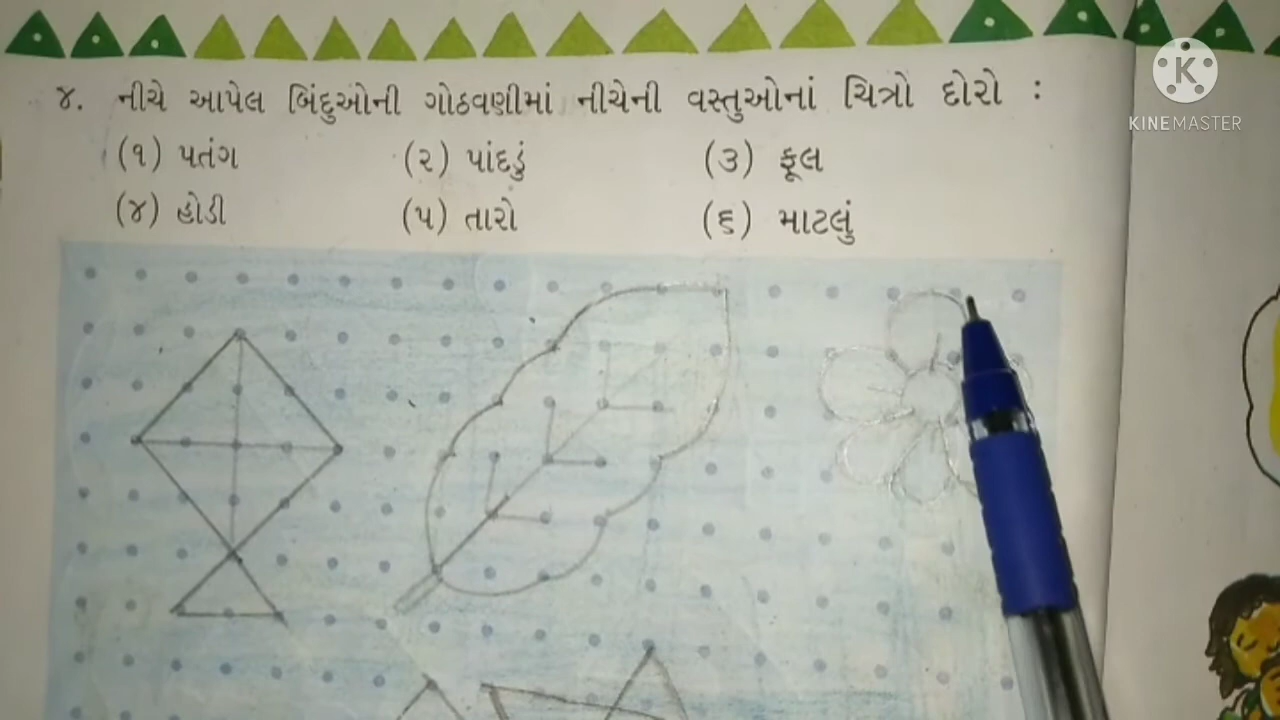 ૪. નીચે આપેલ બિંદુઓની ગોઠવણીમાં નીચેની વસ્તુઓનાં ચિત્રો દોરો :
(૧) પતંગ (૨) પાંદડું (૩) ફૂલ
(૪) હોડી (૫) તારો (૬) માટલું
K
KINEMASTER